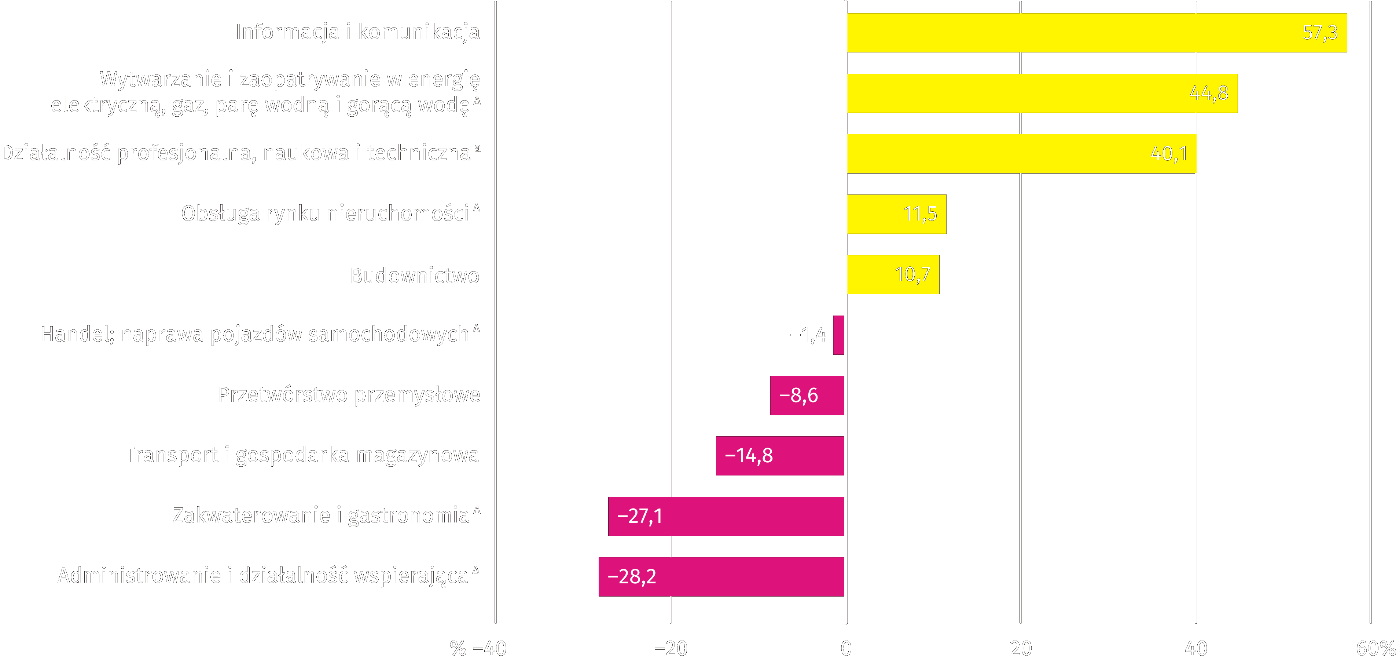 Informacja i komunikacja
57,3
Wytwarzanie i zaopatrywanie w energię
elektryczną, gaz, parę wodną i gorącą wodę^Δ
44,8
Działalność profesjonalna, naukowa i techniczna*
40,1
Obsługa rynku nieruchomości^Δ
11,5
Budownictwo
10,7
Handel; naprawa pojazdów samochodowych^Δ
−1,4
Przetwórstwo przemysłowe
−8,6
Transport i gospodarka magazynowa
−14,8
Zakwaterowanie i gastronomia^Δ
−27,1
Administrowanie i działalność wspierająca^Δ
−28,2
% −40 −20 0 20 40 60%